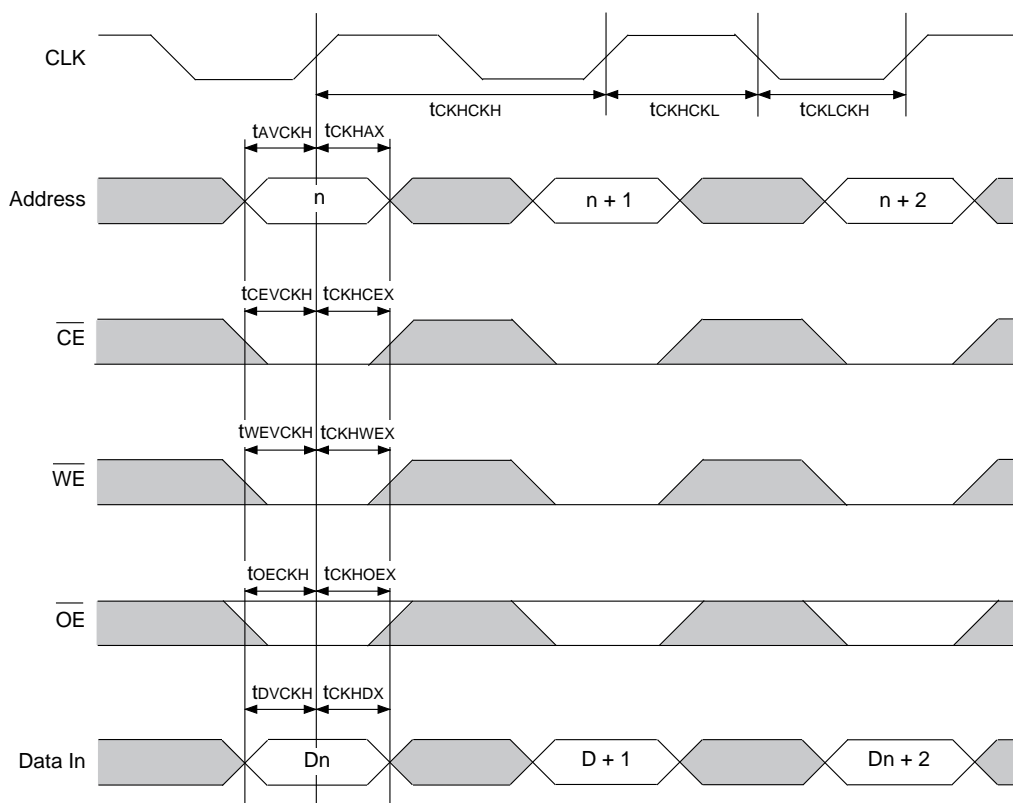 CLK
tCKHCKH
tCKHCKL
tCKLCKH
tAVCKH
tCKHAX
Address
n
n + 1
n + 2
tCEVCKH
tCKHCEX
CE
tWEVCKH
tCKHWEX
WE
tOECKH
tCKHOEX
OE
tDVCKH
tCKHDX
Data In
Dn
D + 1
Dn + 2